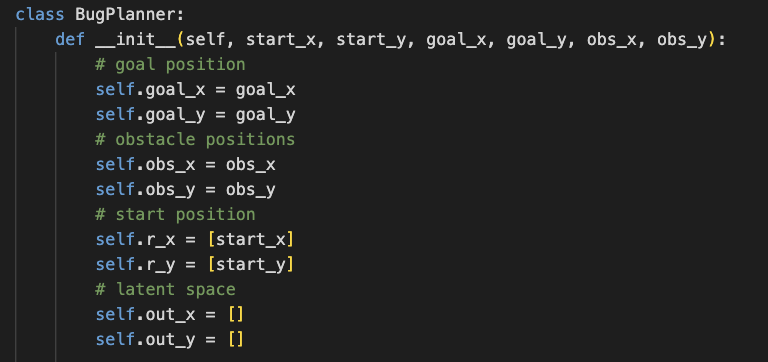 class BugPlanner:
    def __init__(self, start_x, start_y, goal_x, goal_y, obs_x, obs_y):
        # goal position
        self.goal_x = goal_x
        self.goal_y = goal_y
        # obstacle positions
        self.obs_x = obs_x
        self.obs_y = obs_y
        # start position
        self.r_x = [start_x]
        self.r_y = [start_y]
        # latent space
        self.out_x = []
        self.out_y = []